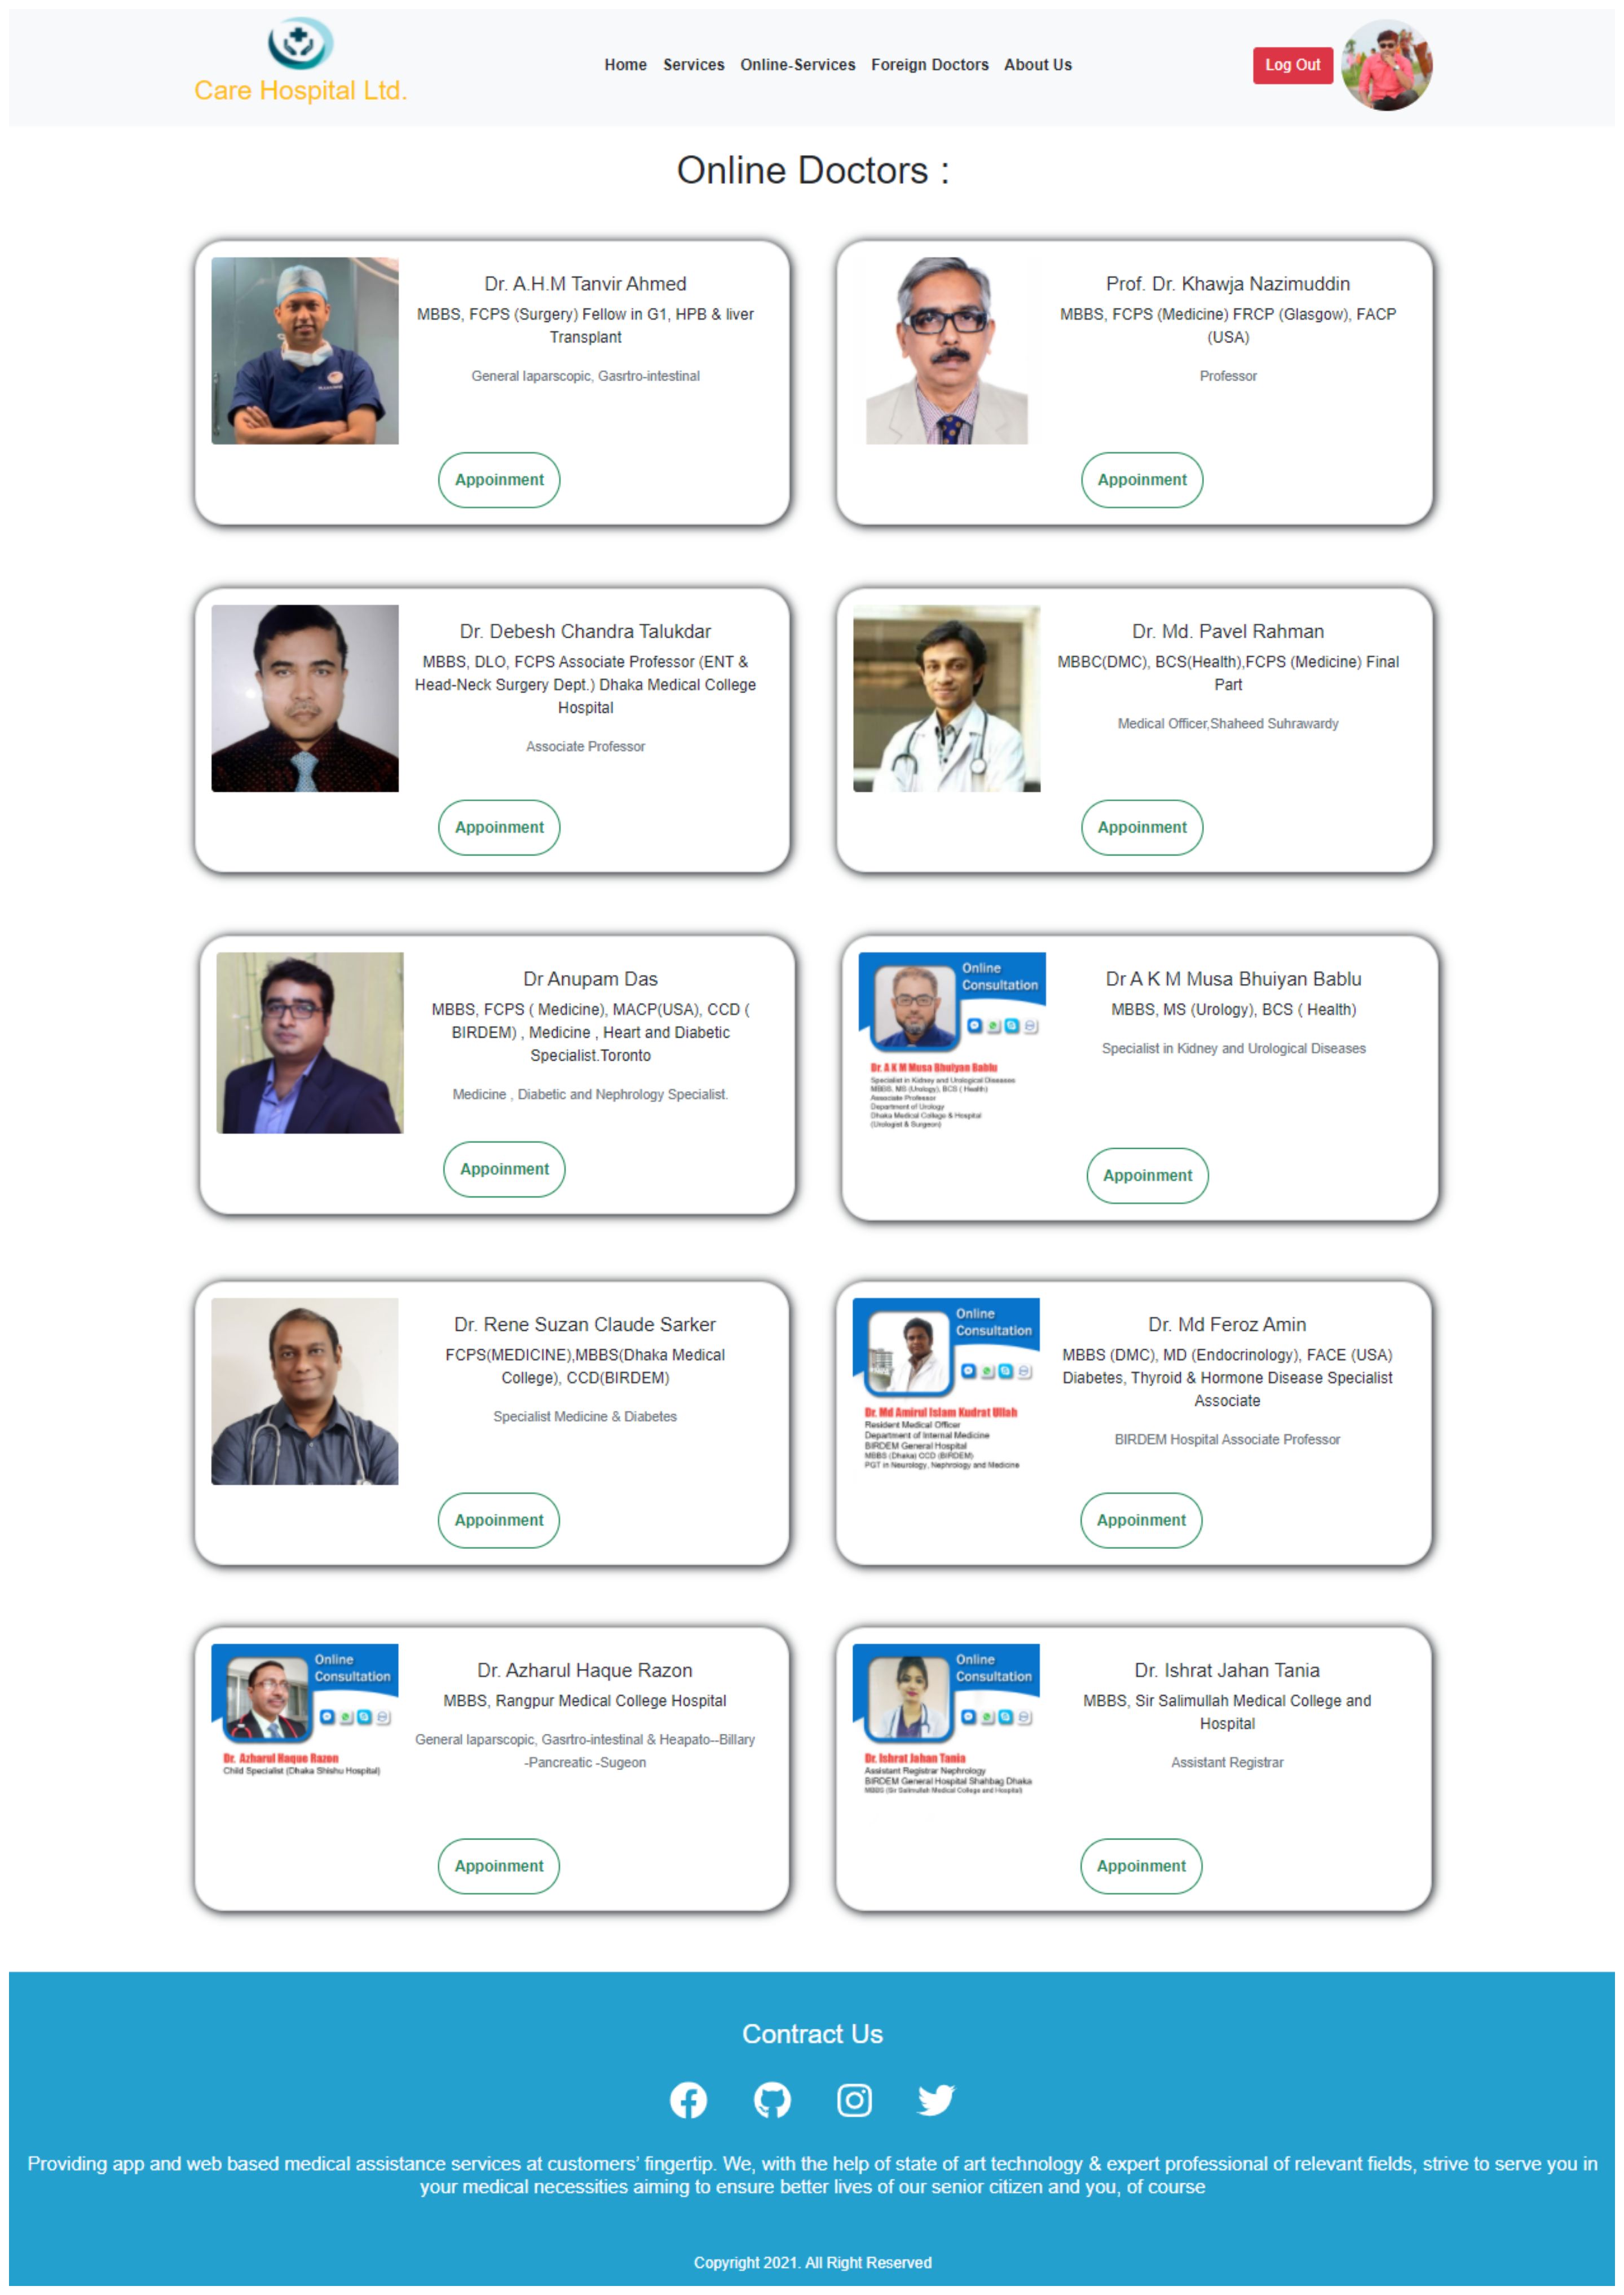 Care Hospital Ltd.
Home Services Online-Services Foreign Doctors About Us
Log Out
Online Doctors :
Dr. A.H.M Tanvir Ahmed
MBBS, FCPS (Surgery) Fellow in G1, HPB & liver
Transplant
General laparscopic, Gasrtro-intestinal
Appoinment
Prof. Dr. Khawja Nazimuddin
MBBS, FCPS (Medicine) FRCP (Glasgow), FACP
(USA)
Professor
Appoinment
Dr. Debesh Chandra Talukdar
MBBS, DLO, FCPS Associate Professor (ENT &
Head-Neck Surgery Dept.) Dhaka Medical College
Hospital
Associate Professor
Appoinment
Dr. Md. Pavel Rahman
MBBC(DMC), BCS(Health),FCPS (Medicine) Final
Part
Medical Officer,Shaheed Suhrawardy
Appoinment
Dr Anupam Das
MBBS, FCPS ( Medicine), MACP(USA), CCD (
BIRDEM) , Medicine , Heart and Diabetic
Specialist.Toronto
Medicine , Diabetic and Nephrology Specialist.
Appoinment
Online
Consultation
Dr. A K M Musa Bhuiyan Bablu
Specialist in Kidney and Urological Diseases
MBBS, MS (Urology), BCS ( Health)
Associate Professor
Department of Urology
Dhaka Medical College & Hospital
(Urologist & Surgeon)
Dr A K M Musa Bhuiyan Bablu
MBBS, MS (Urology), BCS ( Health)
Specialist in Kidney and Urological Diseases
Appoinment
Dr. Rene Suzan Claude Sarker
FCPS(MEDICINE),MBBS(Dhaka Medical
College), CCD(BIRDEM)
Specialist Medicine & Diabetes
Appoinment
Online
Consultation
Dr. Md Amirul Islam Kudrat Ullah
Resident Medical Officer
Department of Internal Medicine
BIRDEM General Hospital
MBBS (Dhaka) CCD (BIRDEM)
PGT in Neurology, Nephrology and Medicine
Dr. Md Feroz Amin
MBBS (DMC), MD (Endocrinology), FACE (USA)
Diabetes, Thyroid & Hormone Disease Specialist
Associate
BIRDEM Hospital Associate Professor
Appoinment
Online
Consultation
Dr. Azharul Haque Razon
Child Specialist (Dhaka Shishu Hospital)
Dr. Azharul Haque Razon
MBBS, Rangpur Medical College Hospital
General laparscopic, Gasrtro-intestinal & Heapato--Billary
-Pancreatic -Sugeon
Appoinment
Online
Consultation
Dr. Ishrat Jahan Tania
Assistant Registrar Nephrology
BIRDEM General Hospital Shahbag Dhaka
MBBS (Sir Salimullah Medical College and Hospital)
Dr. Ishrat Jahan Tania
MBBS, Sir Salimullah Medical College and
Hospital
Assistant Registrar
Appoinment
Contract Us
Providing app and web based medical assistance services at customers' fingertip. We, with the help of state of art technology & expert professional of relevant fields, strive to serve you in
your medical necessities aiming to ensure better lives of our senior citizen and you, of course
Copyright 2021. All Right Reserved